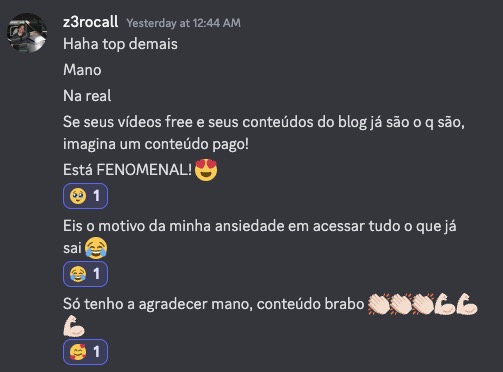 z3rocall Yesterday at 12:44 AM
Haha top demais
Mano
Na real
Se seus vídeos free e seus conteúdos do blog já são o q são,
imagina um conteúdo pago!
Está FENOMENAL!😍
🥹 1
Eis o motivo da minha ansiedade em acessar tudo o que já
sai 😂
😂 1
Só tenho a agradecer mano, conteúdo brabo 👏🏻👏🏻👏🏻💪🏻💪🏻
💪🏻
🥰 1